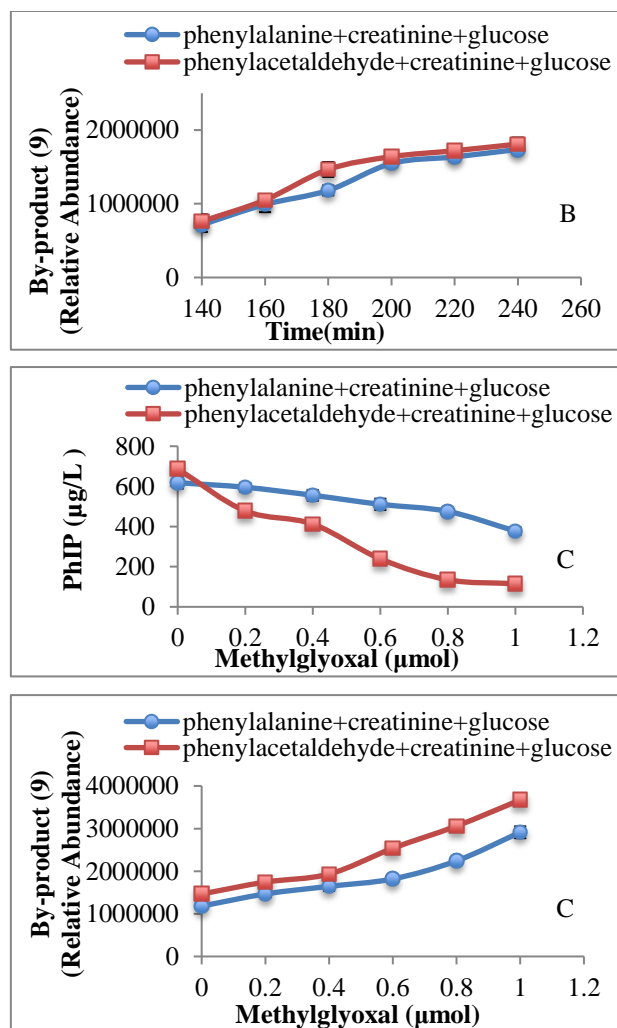 phenylalanine+creatinine+glucose
phenylacetaldehyde+creatinine+glucose
By-product (9)
(Relative Abundance)
2000000
1000000
0
B
140 160 180 200 220 240 260
Time(min)
phenylalanine+creatinine+glucose
phenylacetaldehyde+creatinine+glucose
PhIP (µg/L)
800
600
400
200
0
C
0 0.2 0.4 0.6 0.8 1 1.2
Methylglyoxal (µmol)
phenylalanine+creatinine+glucose
phenylacetaldehyde+creatinine+glucose
By-product (9)
(Relative Abundance)
4000000
3000000
2000000
1000000
0
C
0 0.2 0.4 0.6 0.8 1 1.2
Methylglyoxal (µmol)